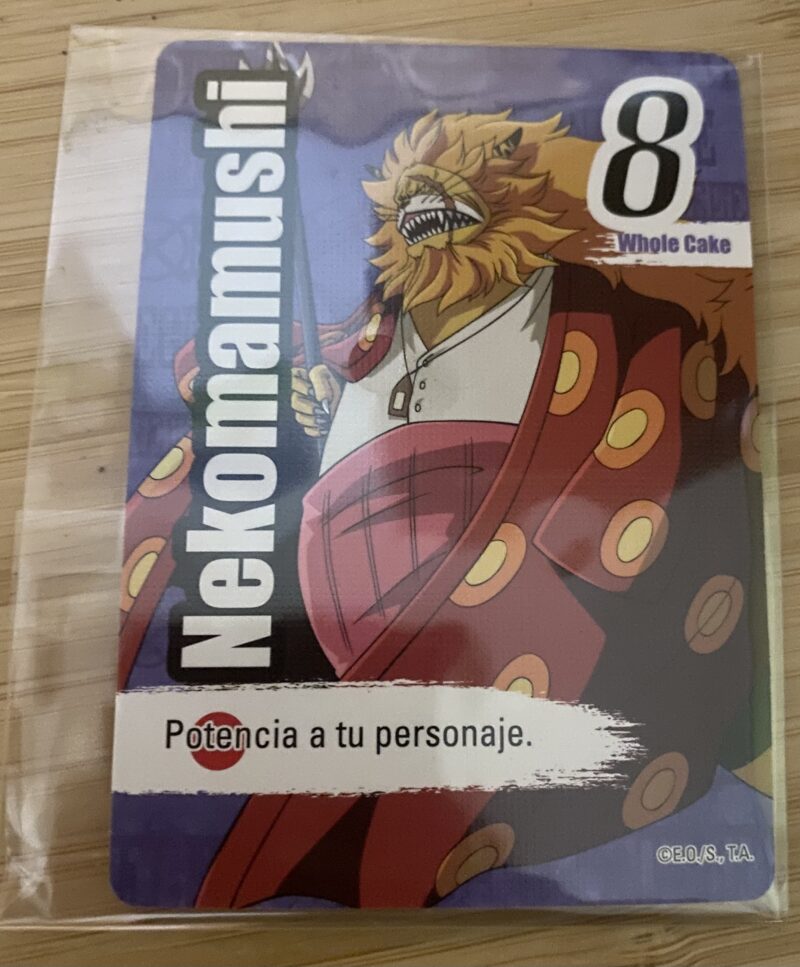 Nekomamushi
8
Whole Cake
Potencia a tu personaje.
©E.O./S., T.A.